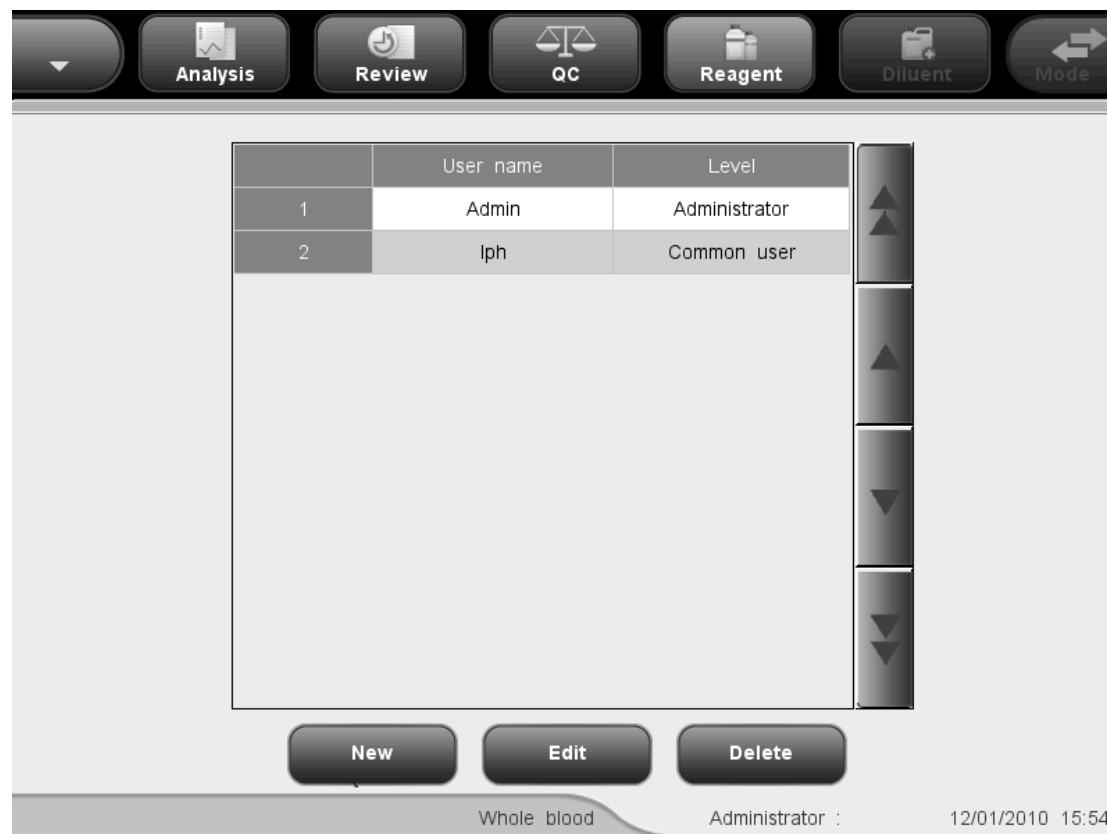 Analysis Review QC Reagent Diluent Mode
User name Level
1 Admin Administrator
2 lph Common user
New Edit Delete
Whole blood Administrator : 12/01/2010 15:54